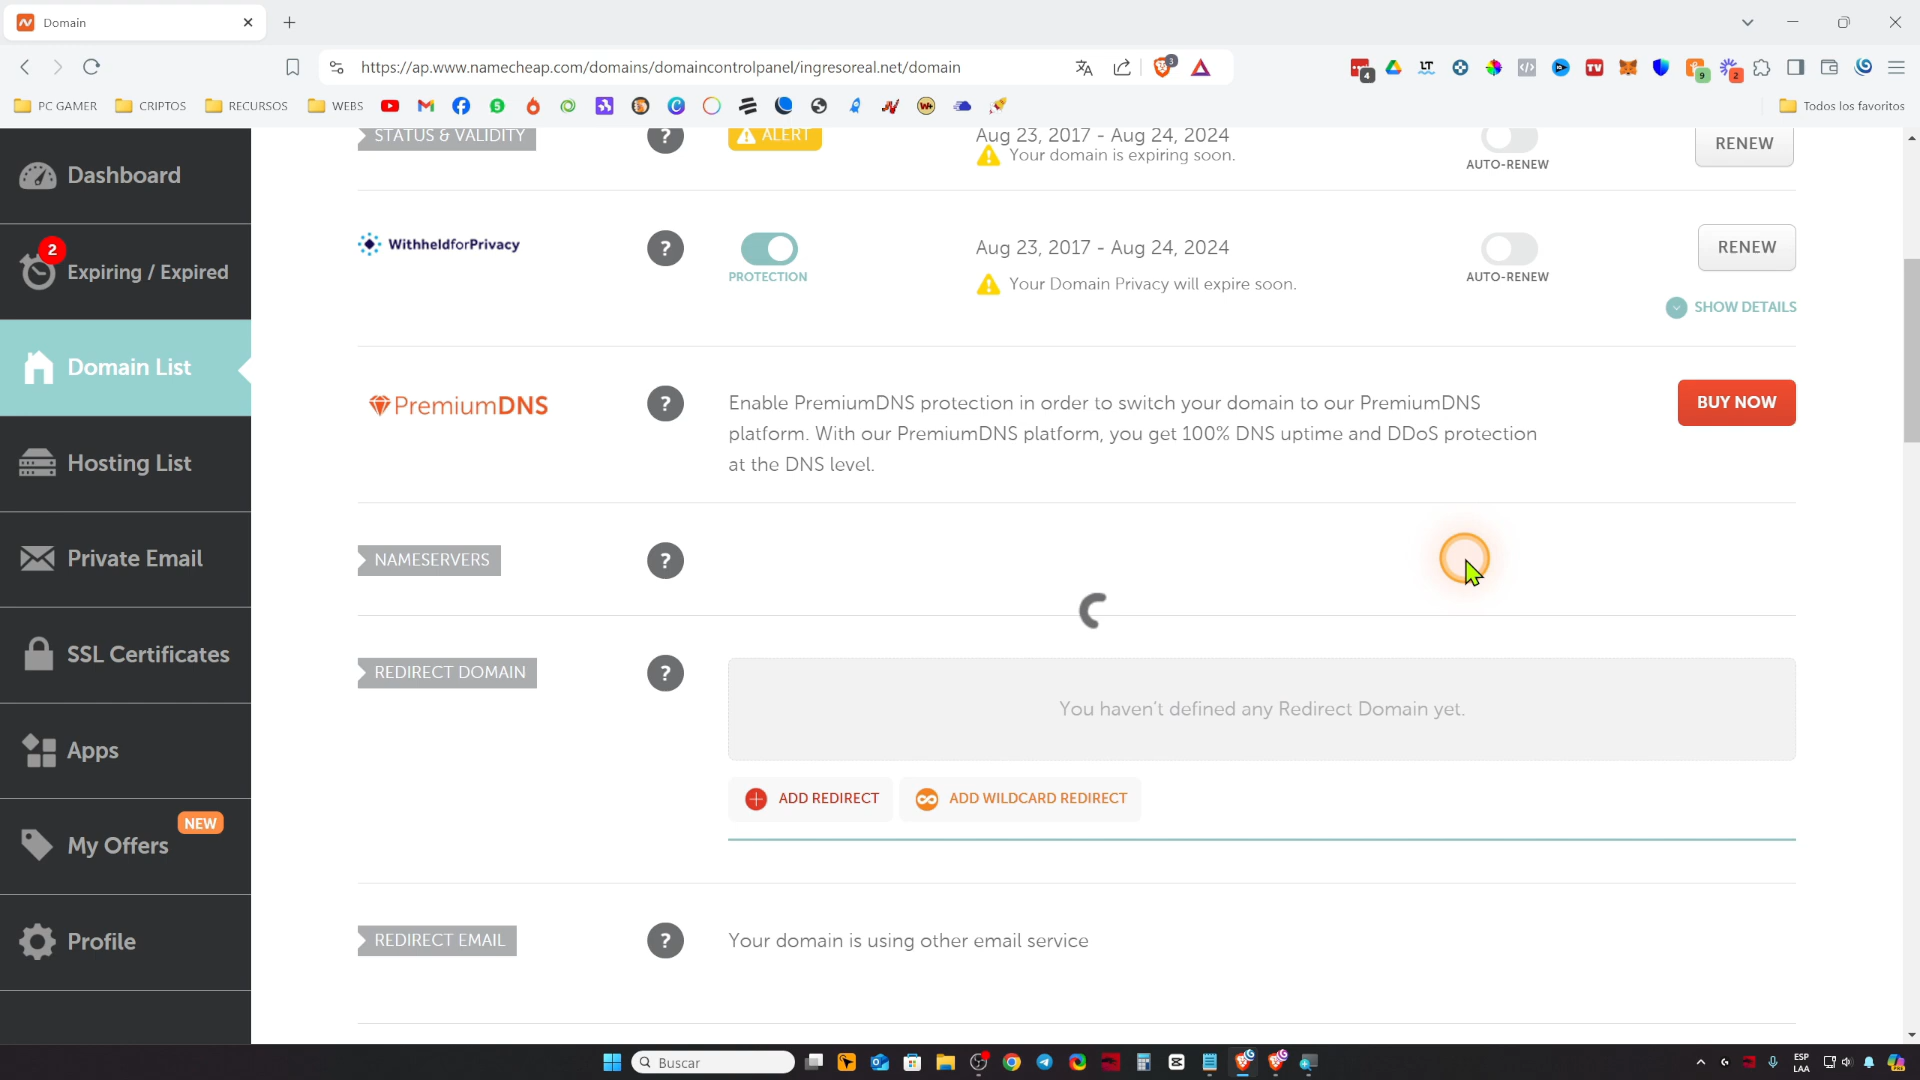 Domain
https://ap.www.namecheap.com/domains/domaincontrolpanel/ingresoreal.net/domain
3
4
LT
TV
9
2
PC GAMER
CRIPTOS
RECURSOS
WEBS
Todos los favoritos
Dashboard
2
Expiring / Expired
Domain List
Hosting List
Private Email
SSL Certificates
Apps
NEW
My Offers
Profile
STATUS & VALIDITY
?
ALERT
Aug 23, 2017 - Aug 24, 2024
Your domain is expiring soon.
AUTO-RENEW
RENEW
WithheldforPrivacy
?
PROTECTION
Aug 23, 2017 - Aug 24, 2024
Your Domain Privacy will expire soon.
AUTO-RENEW
RENEW
SHOW DETAILS
PremiumDNS
?
Enable PremiumDNS protection in order to switch your domain to our PremiumDNS
platform. With our PremiumDNS platform, you get 100% DNS uptime and DDoS protection
at the DNS level.
BUY NOW
NAMESERVERS
?
REDIRECT DOMAIN
?
You haven't defined any Redirect Domain yet.
ADD REDIRECT
ADD WILDCARD REDIRECT
REDIRECT EMAIL
?
Your domain is using other email service
Buscar
ESP
LAA